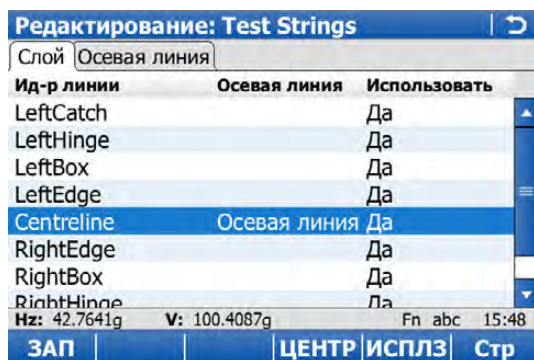 Редактирование: Test Strings
Слой Осевая линия
Ид-р линии Осевая линия Использовать
LeftCatch Да
LeftHinge Да
LeftBox Да
LeftEdge Да
Centreline Осевая линия Да
RightEdge Да
RightBox Да
RightHinge Да
Hz: 42.7641g V: 100.4087g Fn abc 15:48
ЗАП ЦЕНТР ИСПЛЗ Стр